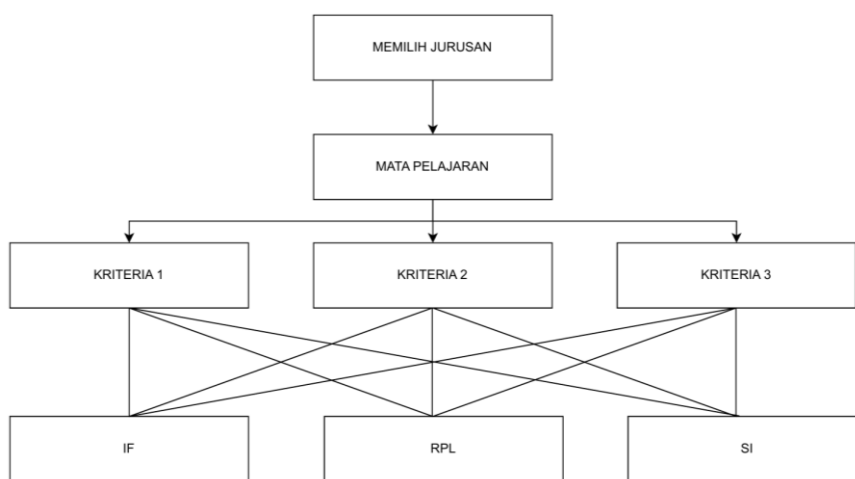 MEMILIH JURUSAN
MATA PELAJARAN
KRITERIA 1
KRITERIA 2
KRITERIA 3
IF
RPL
SI